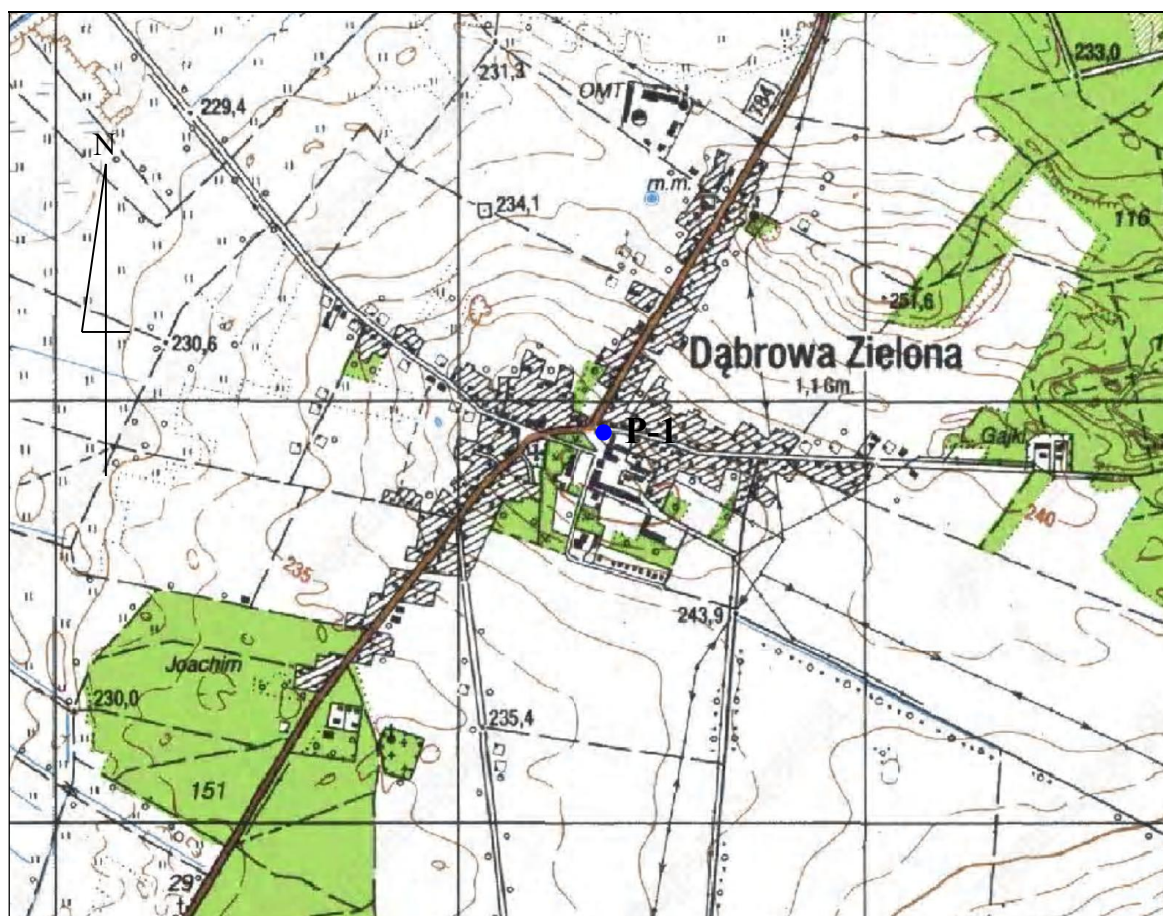 233,0
231,3
OMT
784
229,4
N
m.m.
234,1
116
251,6
230,6
Dąbrowa Zielona
1,1 Gm.
P-1
Gajki
240
235
243,9
Joachim
230,0
235,4
151